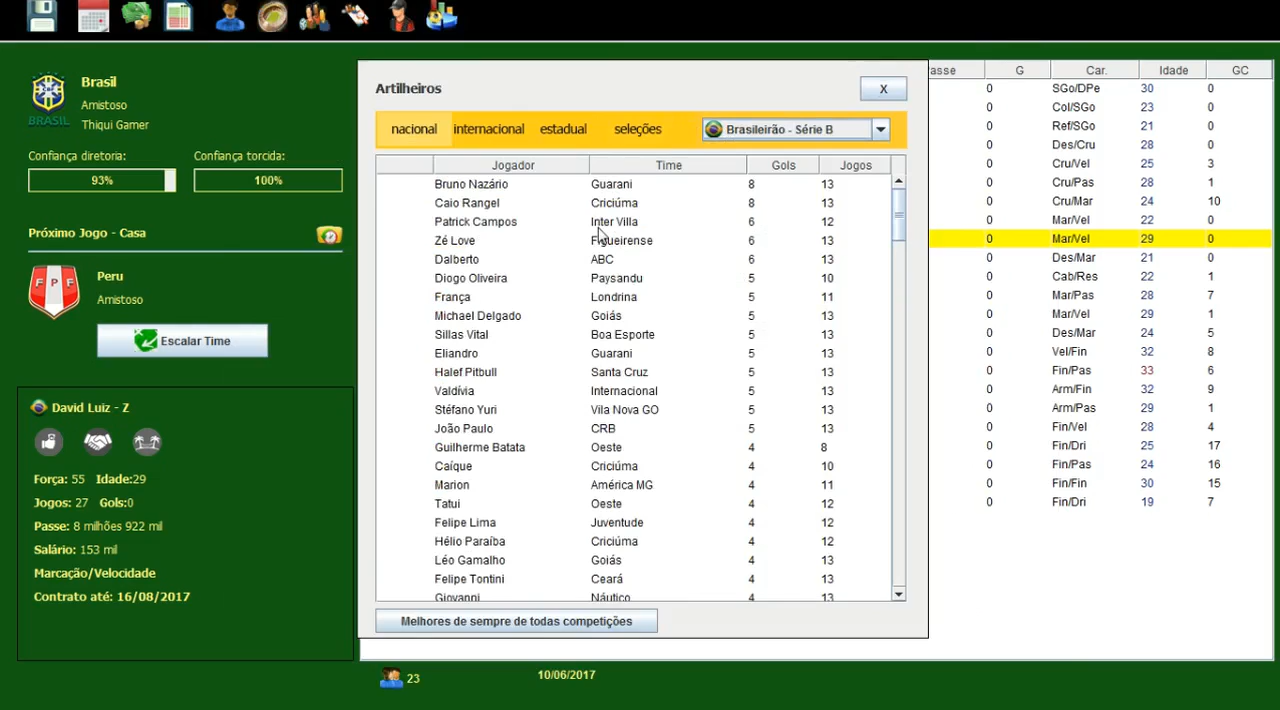 Brasil
Amistoso
Thiqui Gamer
BRASIL
Confiança diretoria: Confiança torcida:
93% 100%
Próximo Jogo - Casa
FPF
Peru
Amistoso
Escalar Time
David Luiz - Z
Força: 55 Idade:29
Jogos: 27 Gols:0
Passe: 8 milhões 922 mil
Salário: 153 mil
Marcação/Velocidade
Contrato até: 16/08/2017
Artilheiros X
nacional internacional estadual seleções Brasileirão - Série B
Jogador Time Gols Jogos
Bruno Nazário Guarani 8 13
Caio Rangel Criciúma 8 13
Patrick Campos Inter Villa 6 12
Zé Love Figueirense 6 13
Dalberto ABC 6 13
Diogo Oliveira Paysandu 5 10
França Londrina 5 11
Michael Delgado Goiás 5 13
Sillas Vital Boa Esporte 5 13
Eliandro Guarani 5 13
Halef Pitbull Santa Cruz 5 13
Valdívia Internacional 5 13
Stéfano Yuri Vila Nova GO 5 13
João Paulo CRB 5 13
Guilherme Batata Oeste 4 8
Caíque Criciúma 4 10
Marion América MG 4 11
Tatui Oeste 4 12
Felipe Lima Juventude 4 12
Hélio Paraíba Criciúma 4 12
Léo Gamalho Goiás 4 13
Felipe Tontini Ceará 4 13
Giovanni Náutico 4 13
Melhores de sempre de todas competições
asse G Car. Idade GC
0 SGo/DPe 30 0
0 Col/SGo 23 0
0 Ref/SGo 21 0
0 Des/Cru 28 0
0 Cru/Vel 25 3
0 Cru/Pas 28 1
0 Cru/Mar 24 10
0 Mar/Vel 22 0
0 Mar/Vel 29 0
0 Des/Mar 21 0
0 Cab/Res 22 1
0 Mar/Pas 28 7
0 Mar/Vel 29 1
0 Des/Mar 24 5
0 Vel/Fin 32 8
0 Fin/Pas 33 6
0 Arm/Fin 32 9
0 Arm/Pas 29 1
0 Fin/Vel 28 4
0 Fin/Dri 25 17
0 Fin/Pas 24 16
0 Fin/Fin 30 15
0 Fin/Dri 19 7
23 10/06/2017